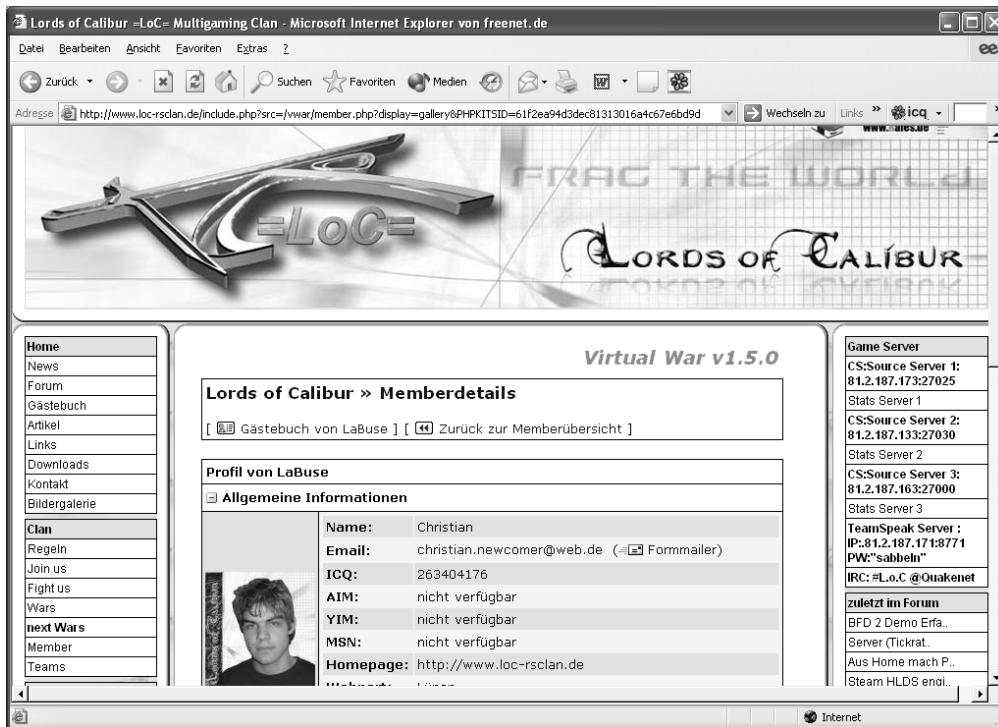 Lords of Calibur =LoC= Multigaming Clan - Microsoft Internet Explorer von freenet.de
Datei Bearbeiten Ansicht Favoriten Extras ?
Zurück Suchen Favoriten Medien
Adresse http://www.loc-rsclan.de/include.php?src=/vwar/member.php?display=gallery&PHPKITSID=61f2ea94d3dec81313016a4c67e6bd9d Wechseln zu Links » icq
FRAG THE WORLd
=LoC=
LORDS OF CALIBUR
Home
News
Forum
Gästebuch
Artikel
Links
Downloads
Kontakt
Bildergalerie
Clan
Regeln
Join us
Fight us
Wars
next Wars
Member
Teams
Virtual War v1.5.0
Lords of Calibur » Memberdetails
[ Gästebuch von LaBuse ] [ Zurück zur Memberübersicht ]
Profil von LaBuse
Allgemeine Informationen
Name: Christian
Email: christian.newcomer@web.de ( Formmailer)
ICQ: 263404176
AIM: nicht verfügbar
YIM: nicht verfügbar
MSN: nicht verfügbar
Homepage: http://www.loc-rsclan.de
Game Server
CS:Source Server 1:
81.2.187.173:27025
Stats Server 1
CS:Source Server 2:
81.2.187.133:27030
Stats Server 2
CS:Source Server 3:
81.2.187.163:27000
Stats Server 3
TeamSpeak Server :
IP:.81.2.187.171:8771
PW:"sabbeln"
IRC: #L.o.C @Quakenet
zuletzt im Forum
BFD 2 Demo Erfa..
Server (Tickrat..
Aus Home mach P..
Steam HLDS engi..
Internet